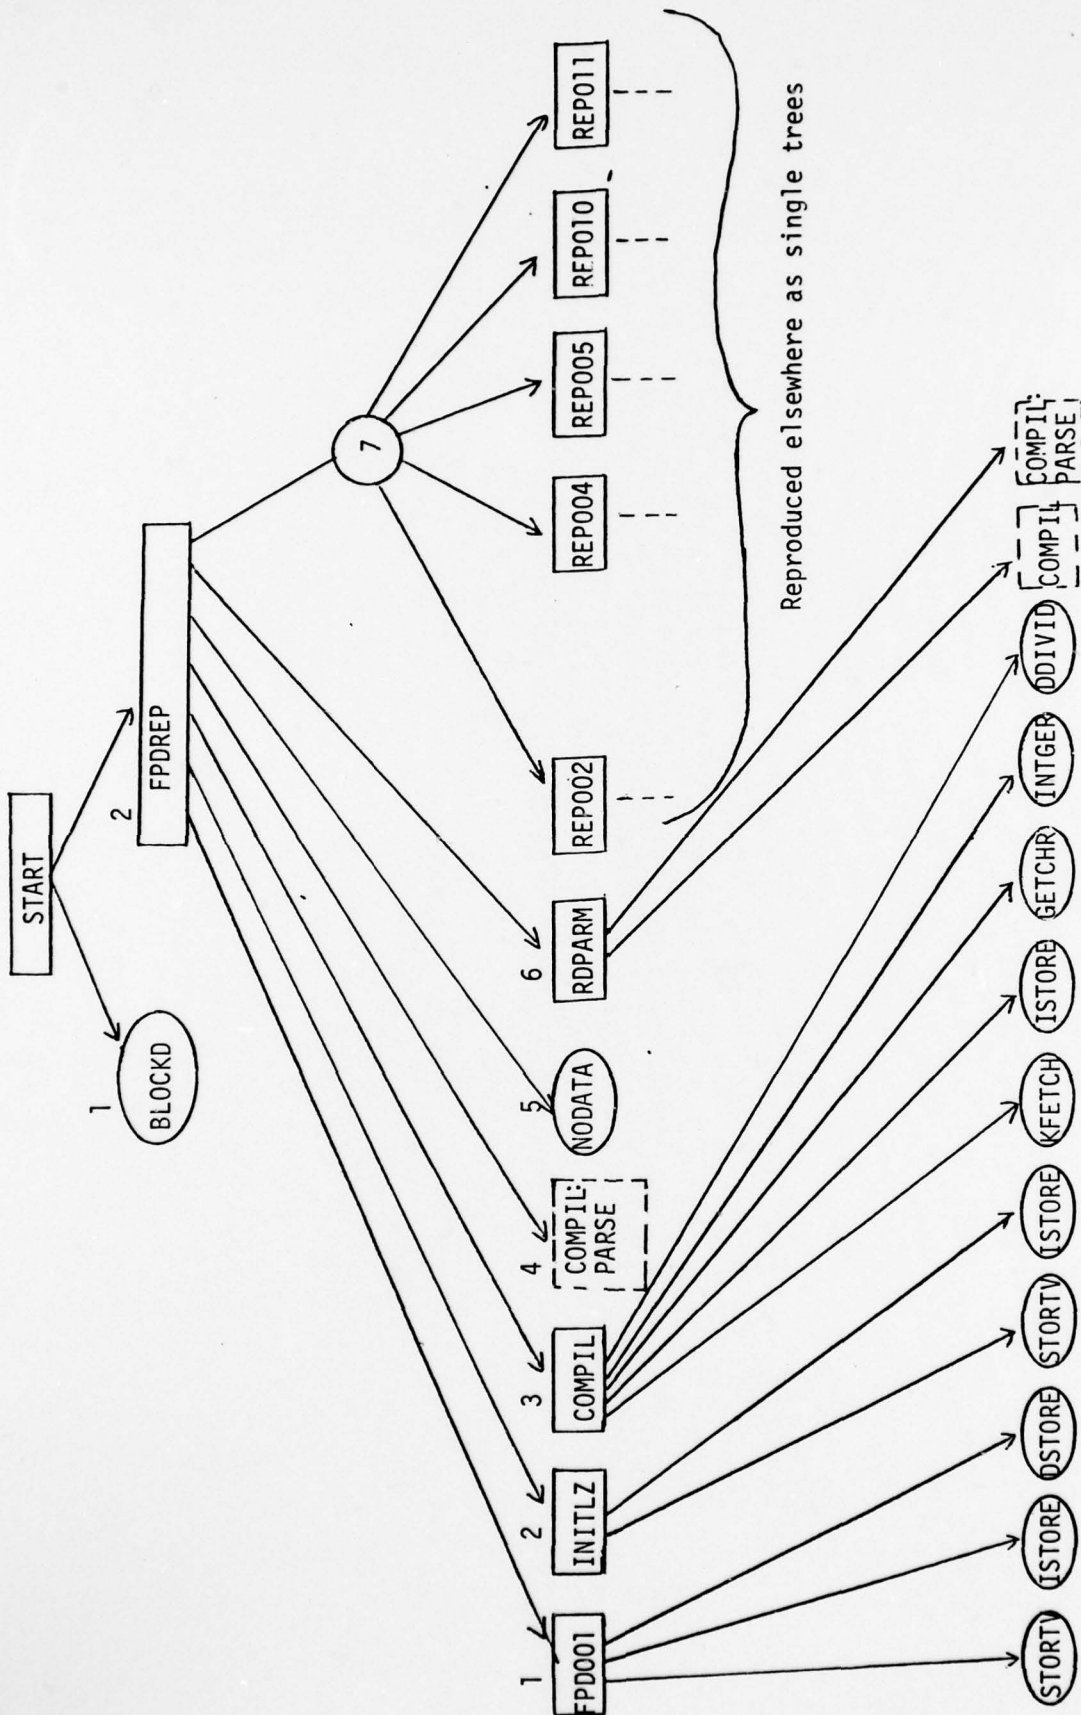 START
1
BLOCKD
2
FPDREP
7
1
FPD001
2
INITLZ
3
COMPIL
4
COMPIL:
PARSE
5
NODATA
6
RDPARM
REP002
REP004
REP005
REP010
REP011
Reproduced elsewhere as single trees
STORTV
ISTORE
DSTORE
STORTV
ISTORE
KFETCH
ISTORE
GETCHR
INTGER
DDIVID
COMPIL
COMPIL:
PARSE